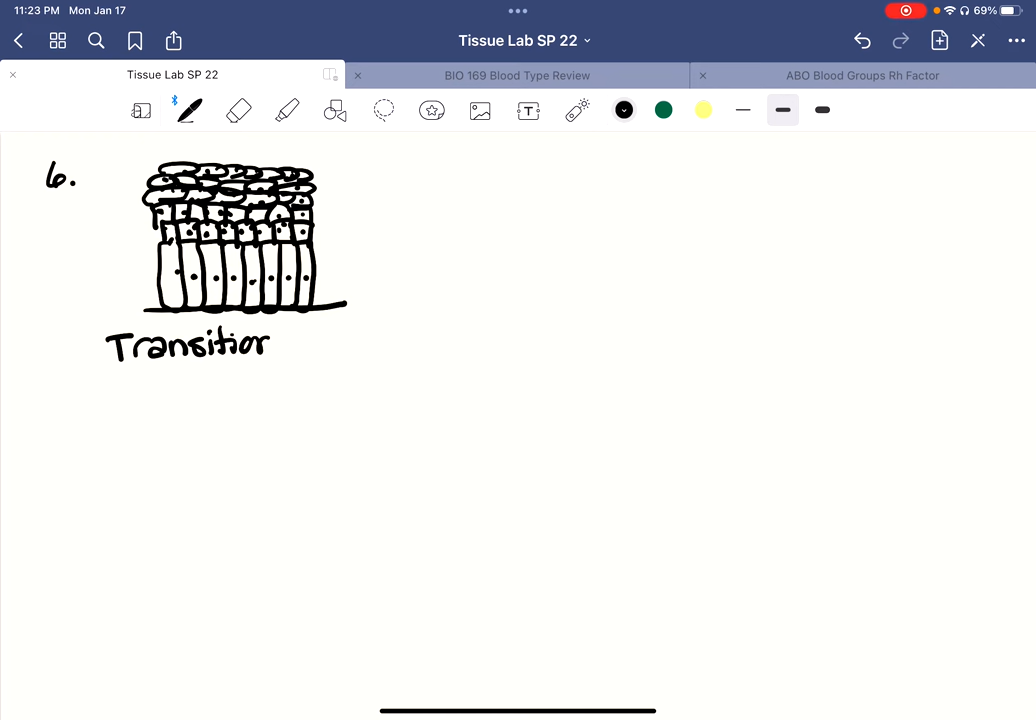 11:23 PM Mon Jan 17
69%
Tissue Lab SP 22
Tissue Lab SP 22
BIO 169 Blood Type Review
ABO Blood Groups Rh Factor
T
6.
Transition